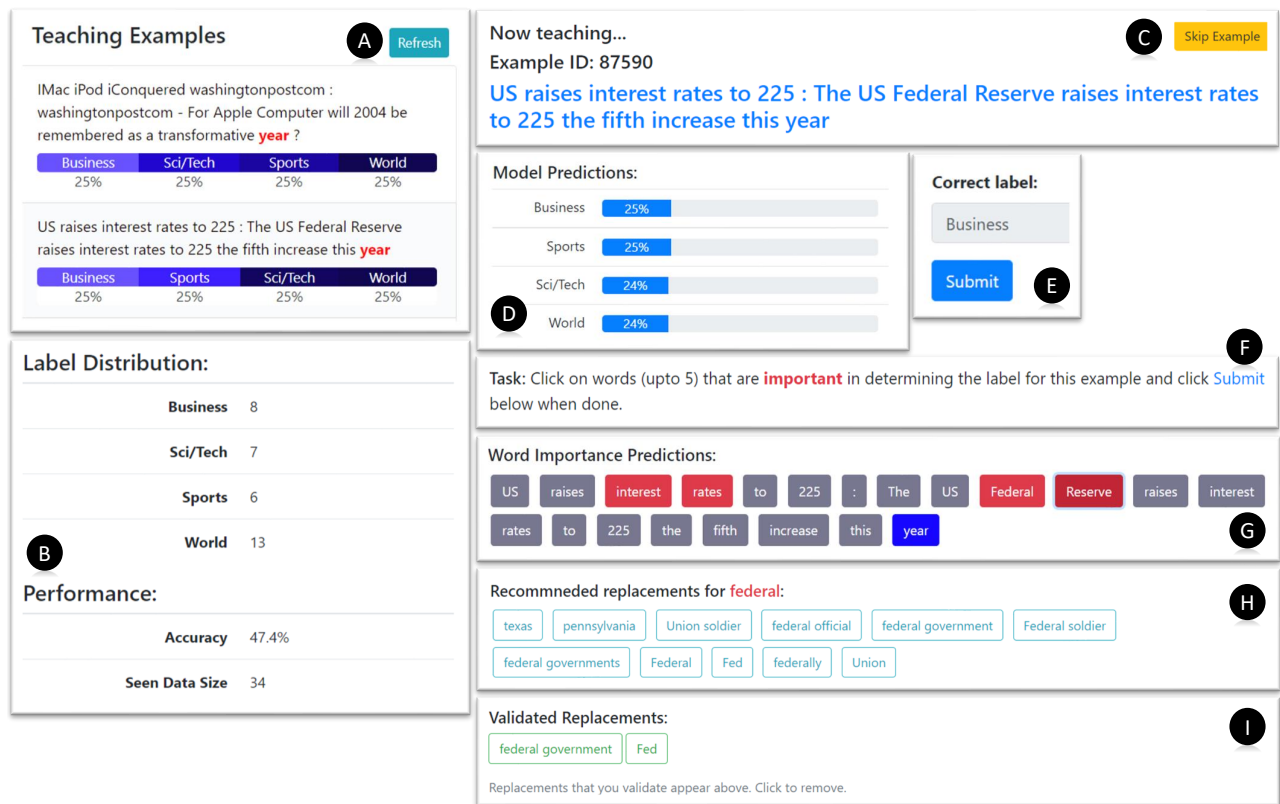 Teaching Examples
A
Refresh
IMac iPod iConquered washingtonpostcom :
washingtonpostcom - For Apple Computer will 2004 be
remembered as a transformative year ?
Business Sci/Tech Sports World
25% 25% 25% 25%
US raises interest rates to 225 : The US Federal Reserve
raises interest rates to 225 the fifth increase this year
Business Sports Sci/Tech World
25% 25% 25% 25%
Label Distribution:
Business 8
Sci/Tech 7
Sports 6
World 13
B
Performance:
Accuracy 47.4%
Seen Data Size 34
Now teaching...
C
Skip Example
Example ID: 87590
US raises interest rates to 225 : The US Federal Reserve raises interest rates
to 225 the fifth increase this year
Model Predictions:
Business 25%
Sports 25%
Sci/Tech 24%
D
World 24%
Correct label:
Business
Submit
E
F
Task: Click on words (upto 5) that are important in determining the label for this example and click Submit
below when done.
Word Importance Predictions:
US raises interest rates to 225 : The US Federal Reserve raises interest
rates to 225 the fifth increase this year
G
Recommneded replacements for federal:
H
texas pennsylvania Union soldier federal official federal government Federal soldier
federal governments Federal Fed federally Union
Validated Replacements:
I
federal government Fed
Replacements that you validate appear above. Click to remove.